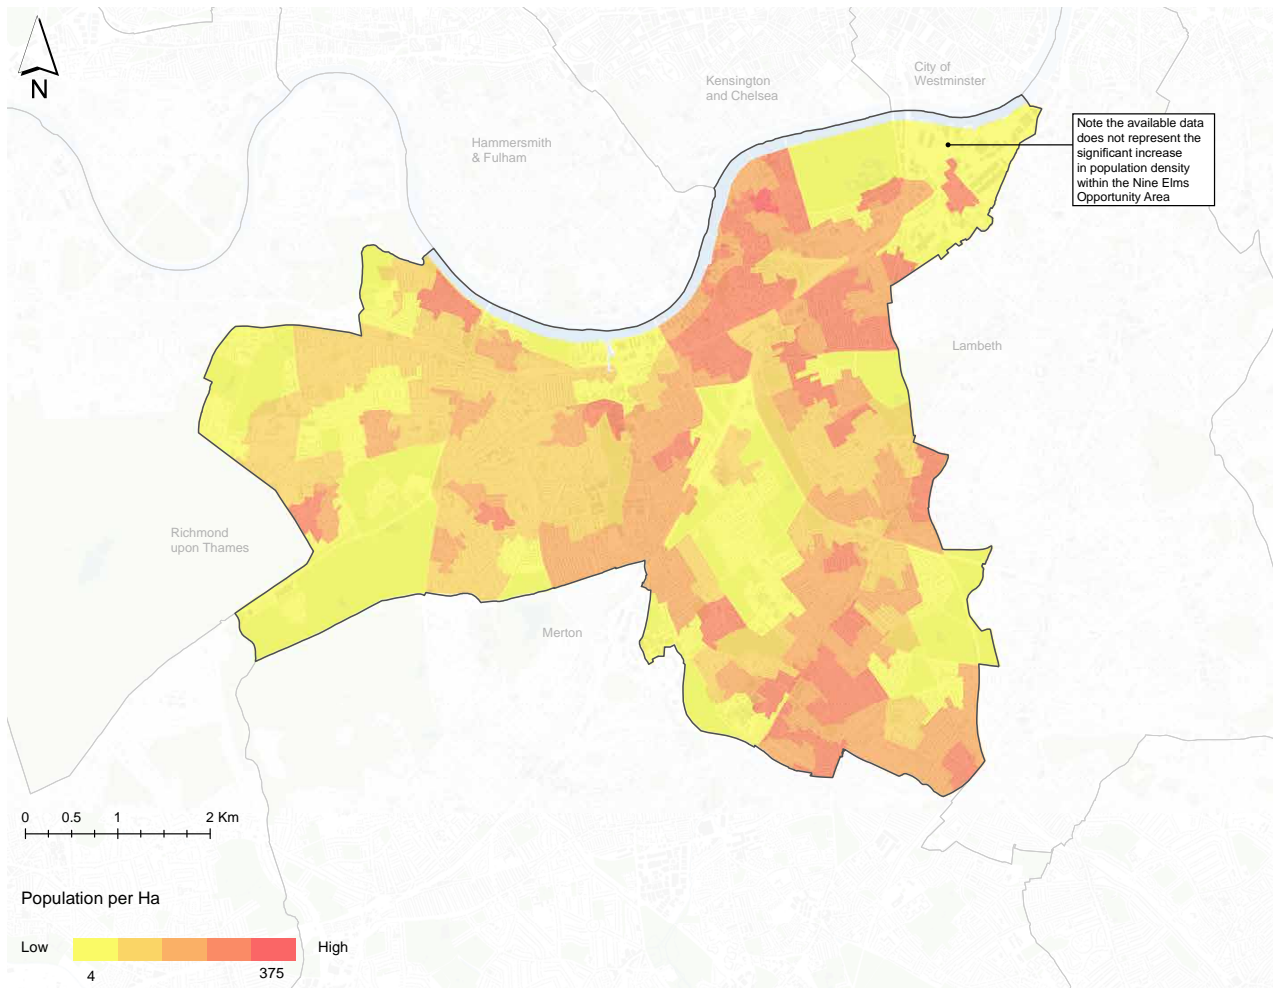 N
City of
Westminster
Kensington
and Chelsea
Hammersmith
& Fulham
Note the available data
does not represent the
significant increase
in population density
within the Nine Elms
Opportunity Area
Lambeth
Richmond
upon Thames
Merton
0 0.5 1 2 Km
Population per Ha
Low High
4 375